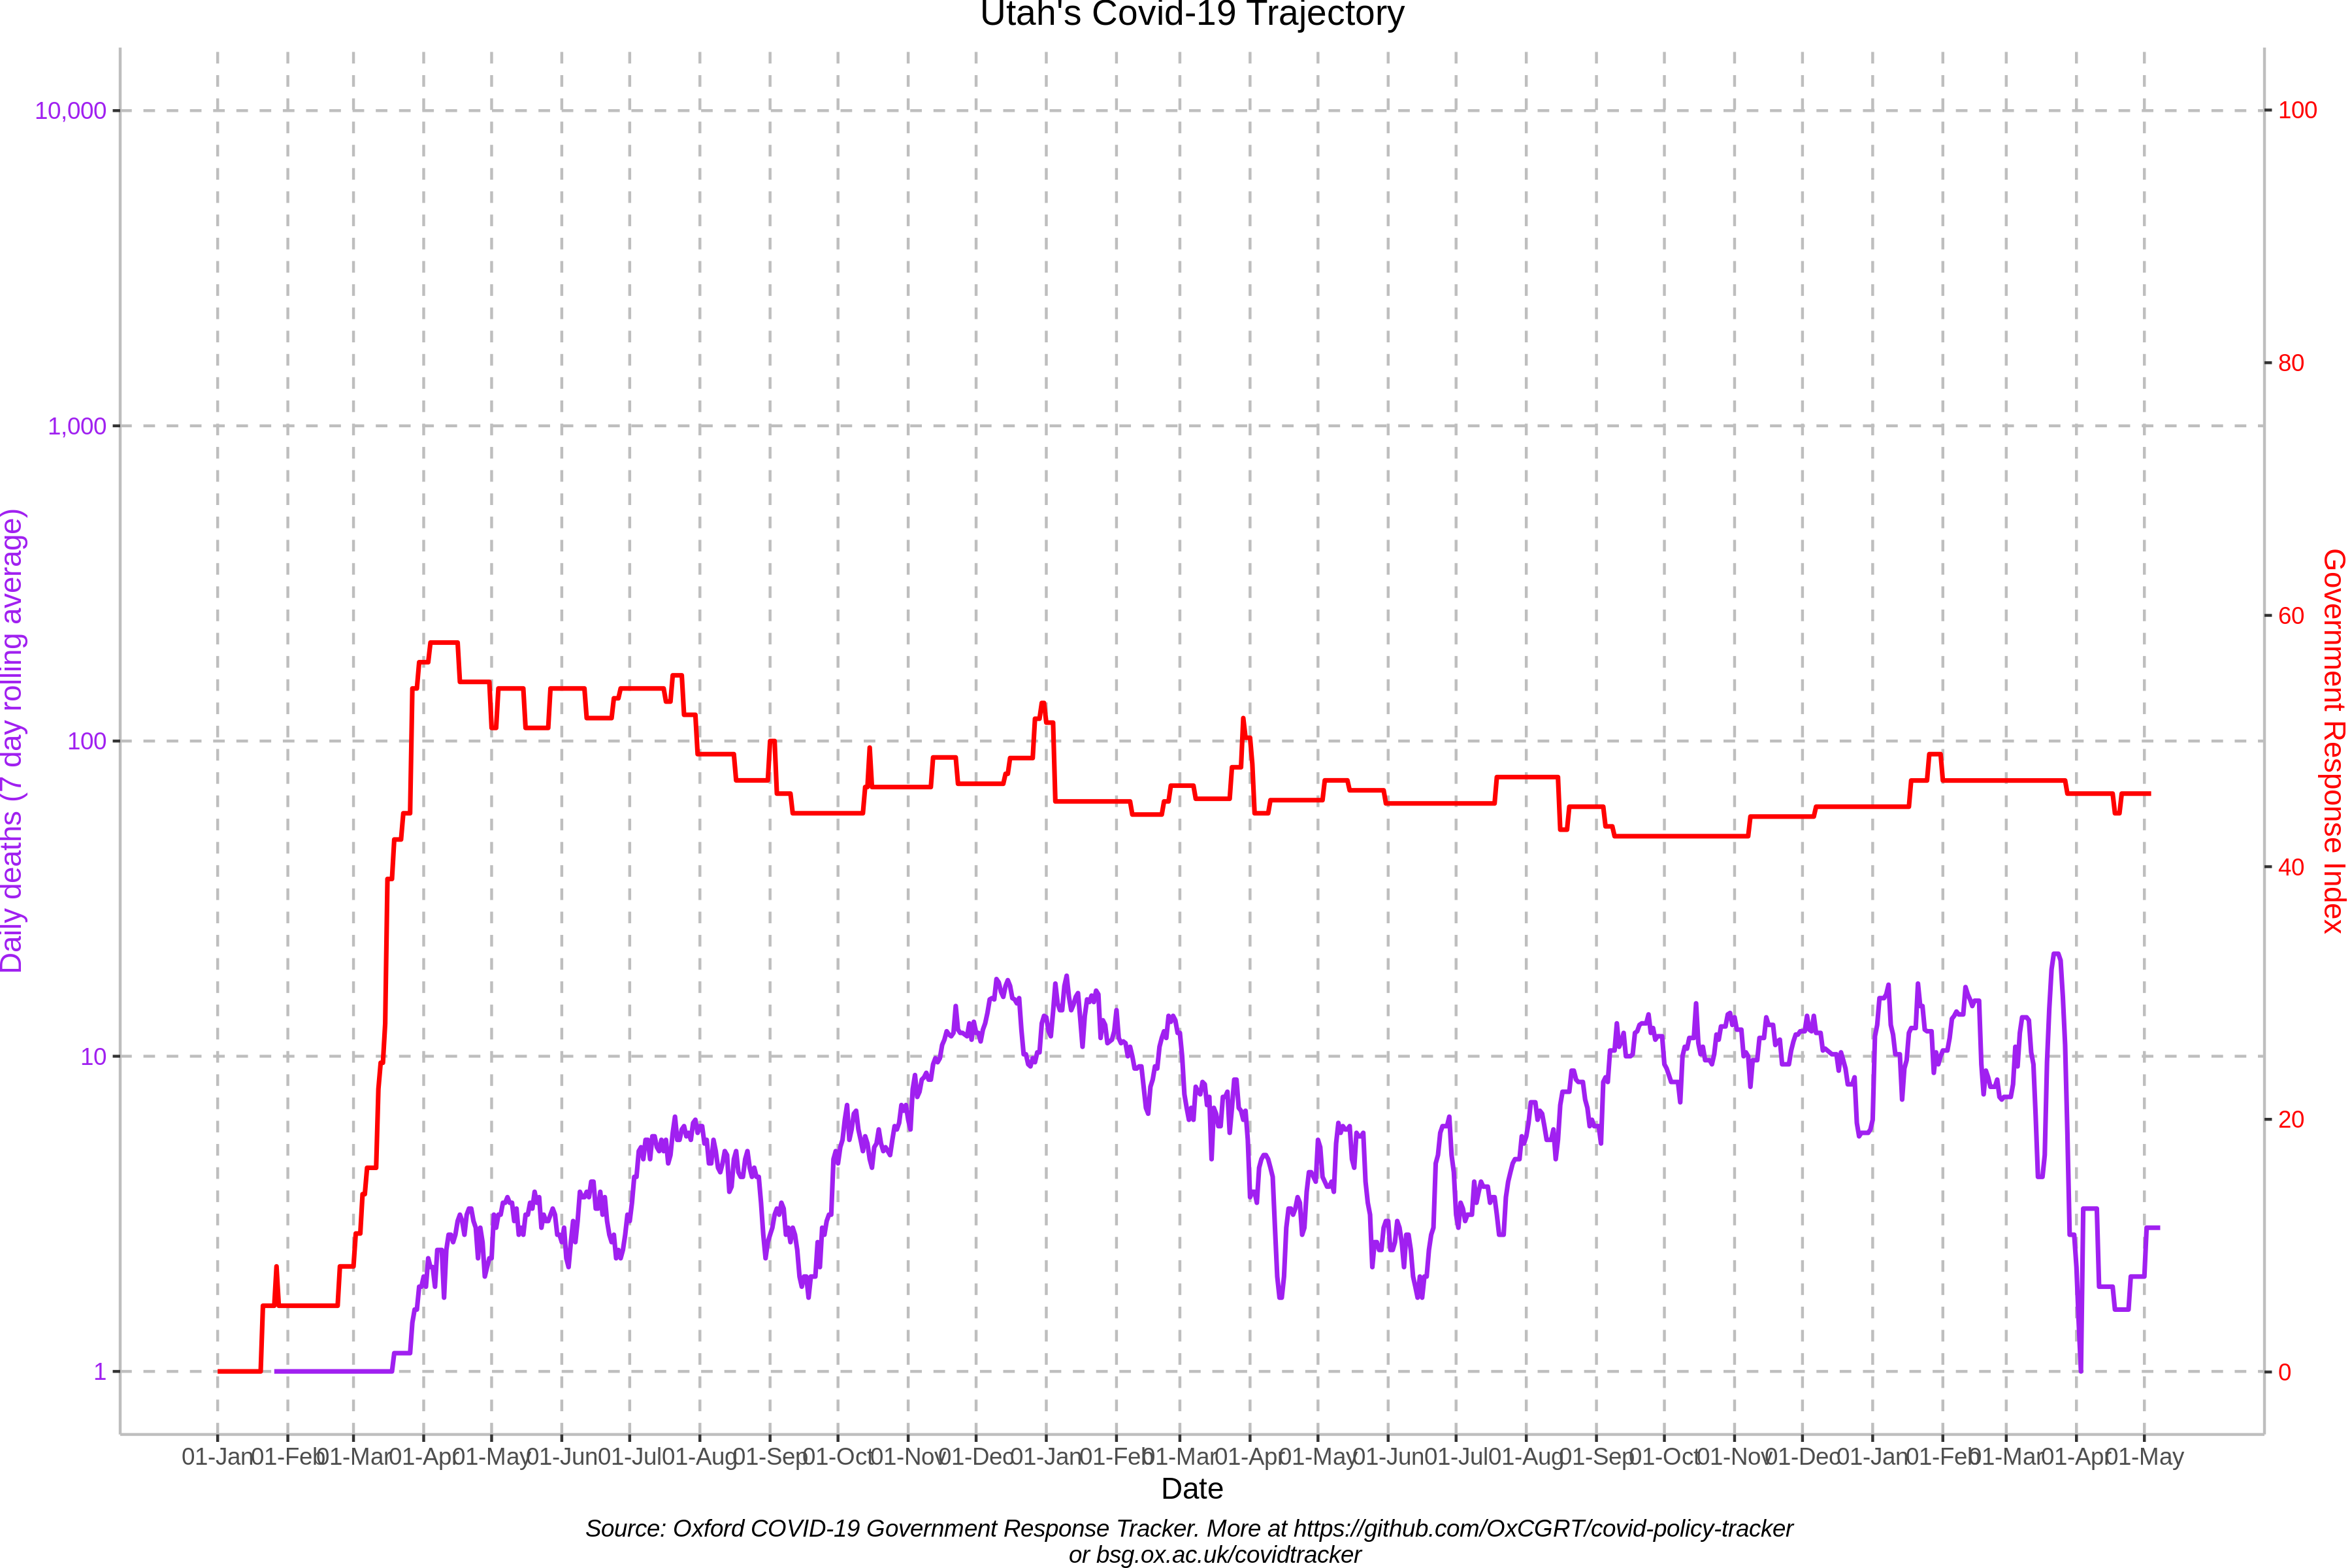 Utah's Covid-19 Trajectory
10,000
1,000
100
10
1
Daily deaths (7 day rolling average)
100
80
60
40
20
0
Government Response Index
01-Jan 01-Feb 01-Mar 01-Apr 01-May 01-Jun 01-Jul 01-Aug 01-Sep 01-Oct 01-Nov 01-Dec 01-Jan 01-Feb 01-Mar 01-Apr 01-May 01-Jun 01-Jul 01-Aug 01-Sep 01-Oct 01-Nov 01-Dec 01-Jan 01-Feb 01-Mar 01-Apr 01-May
Date
Source: Oxford COVID-19 Government Response Tracker. More at https://github.com/OxCGRT/covid-policy-tracker
or bsg.ox.ac.uk/covidtracker